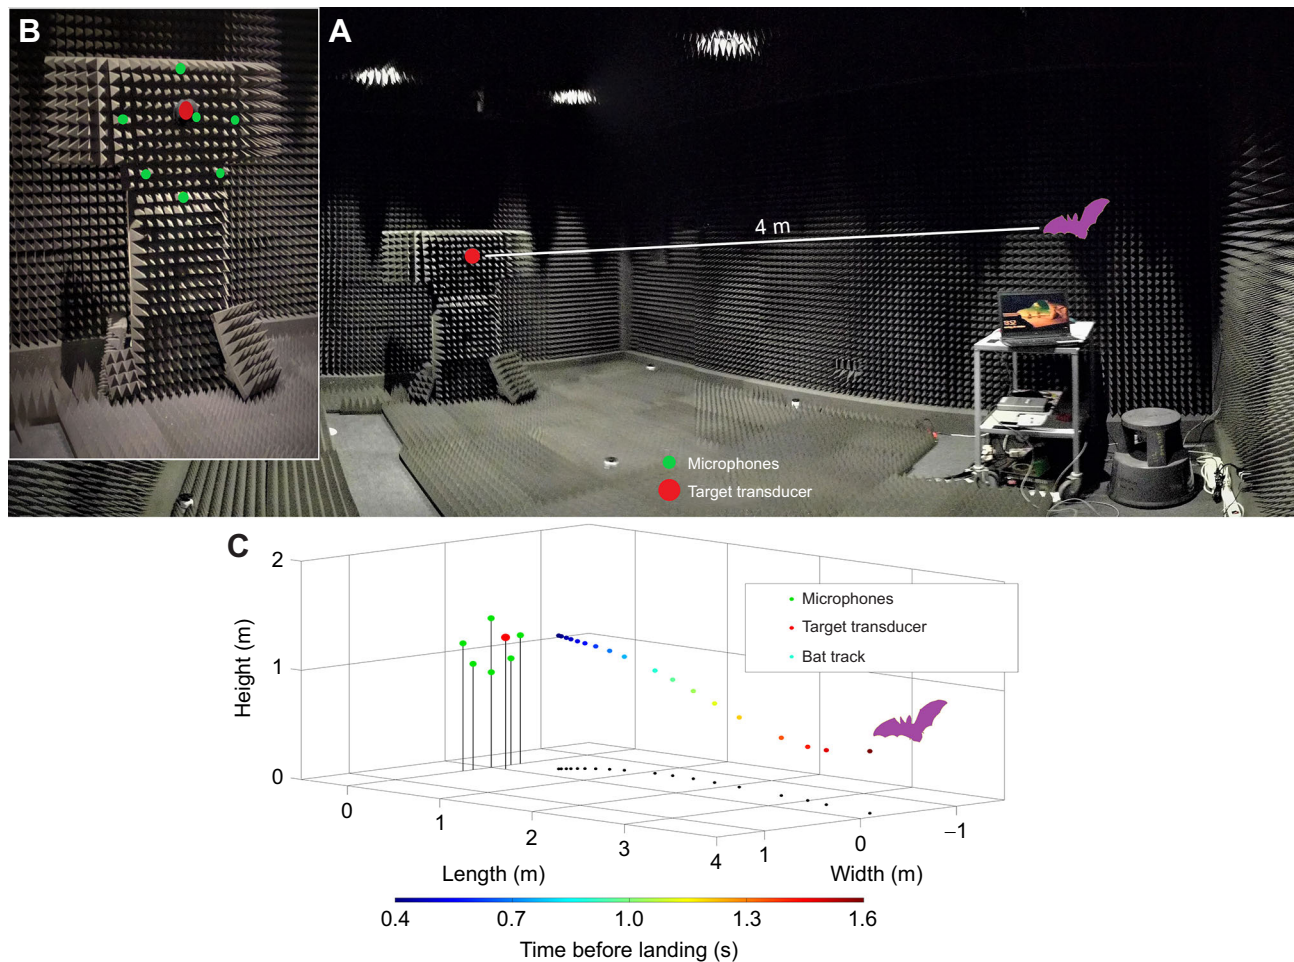 B
A
4 m
Microphones
Target transducer
C
2
1
0
Height (m)
Microphones
Target transducer
Bat track
0
1
2
3
4
Length (m)
1
0
−1
Width (m)
0.4
0.7
1.0
1.3
1.6
Time before landing (s)